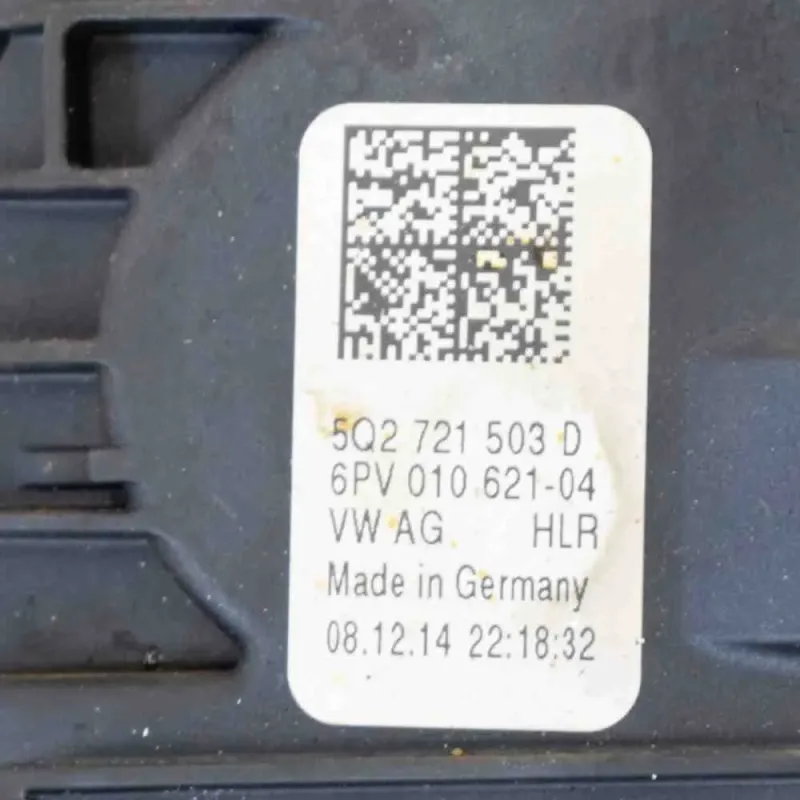 5Q2 721 503 D
6PV 010 621-04
VW AG HLR
Made in Germany
08.12.14 22:18:32